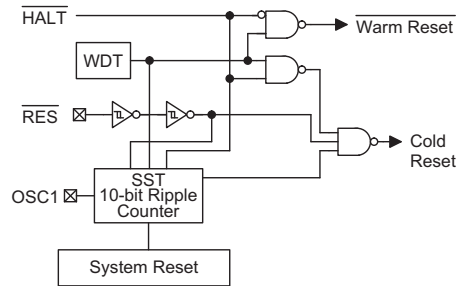 HALT
Warm Reset
WDT
RES
Cold
Reset
SST
10-bit Ripple
Counter
OSC1
System Reset